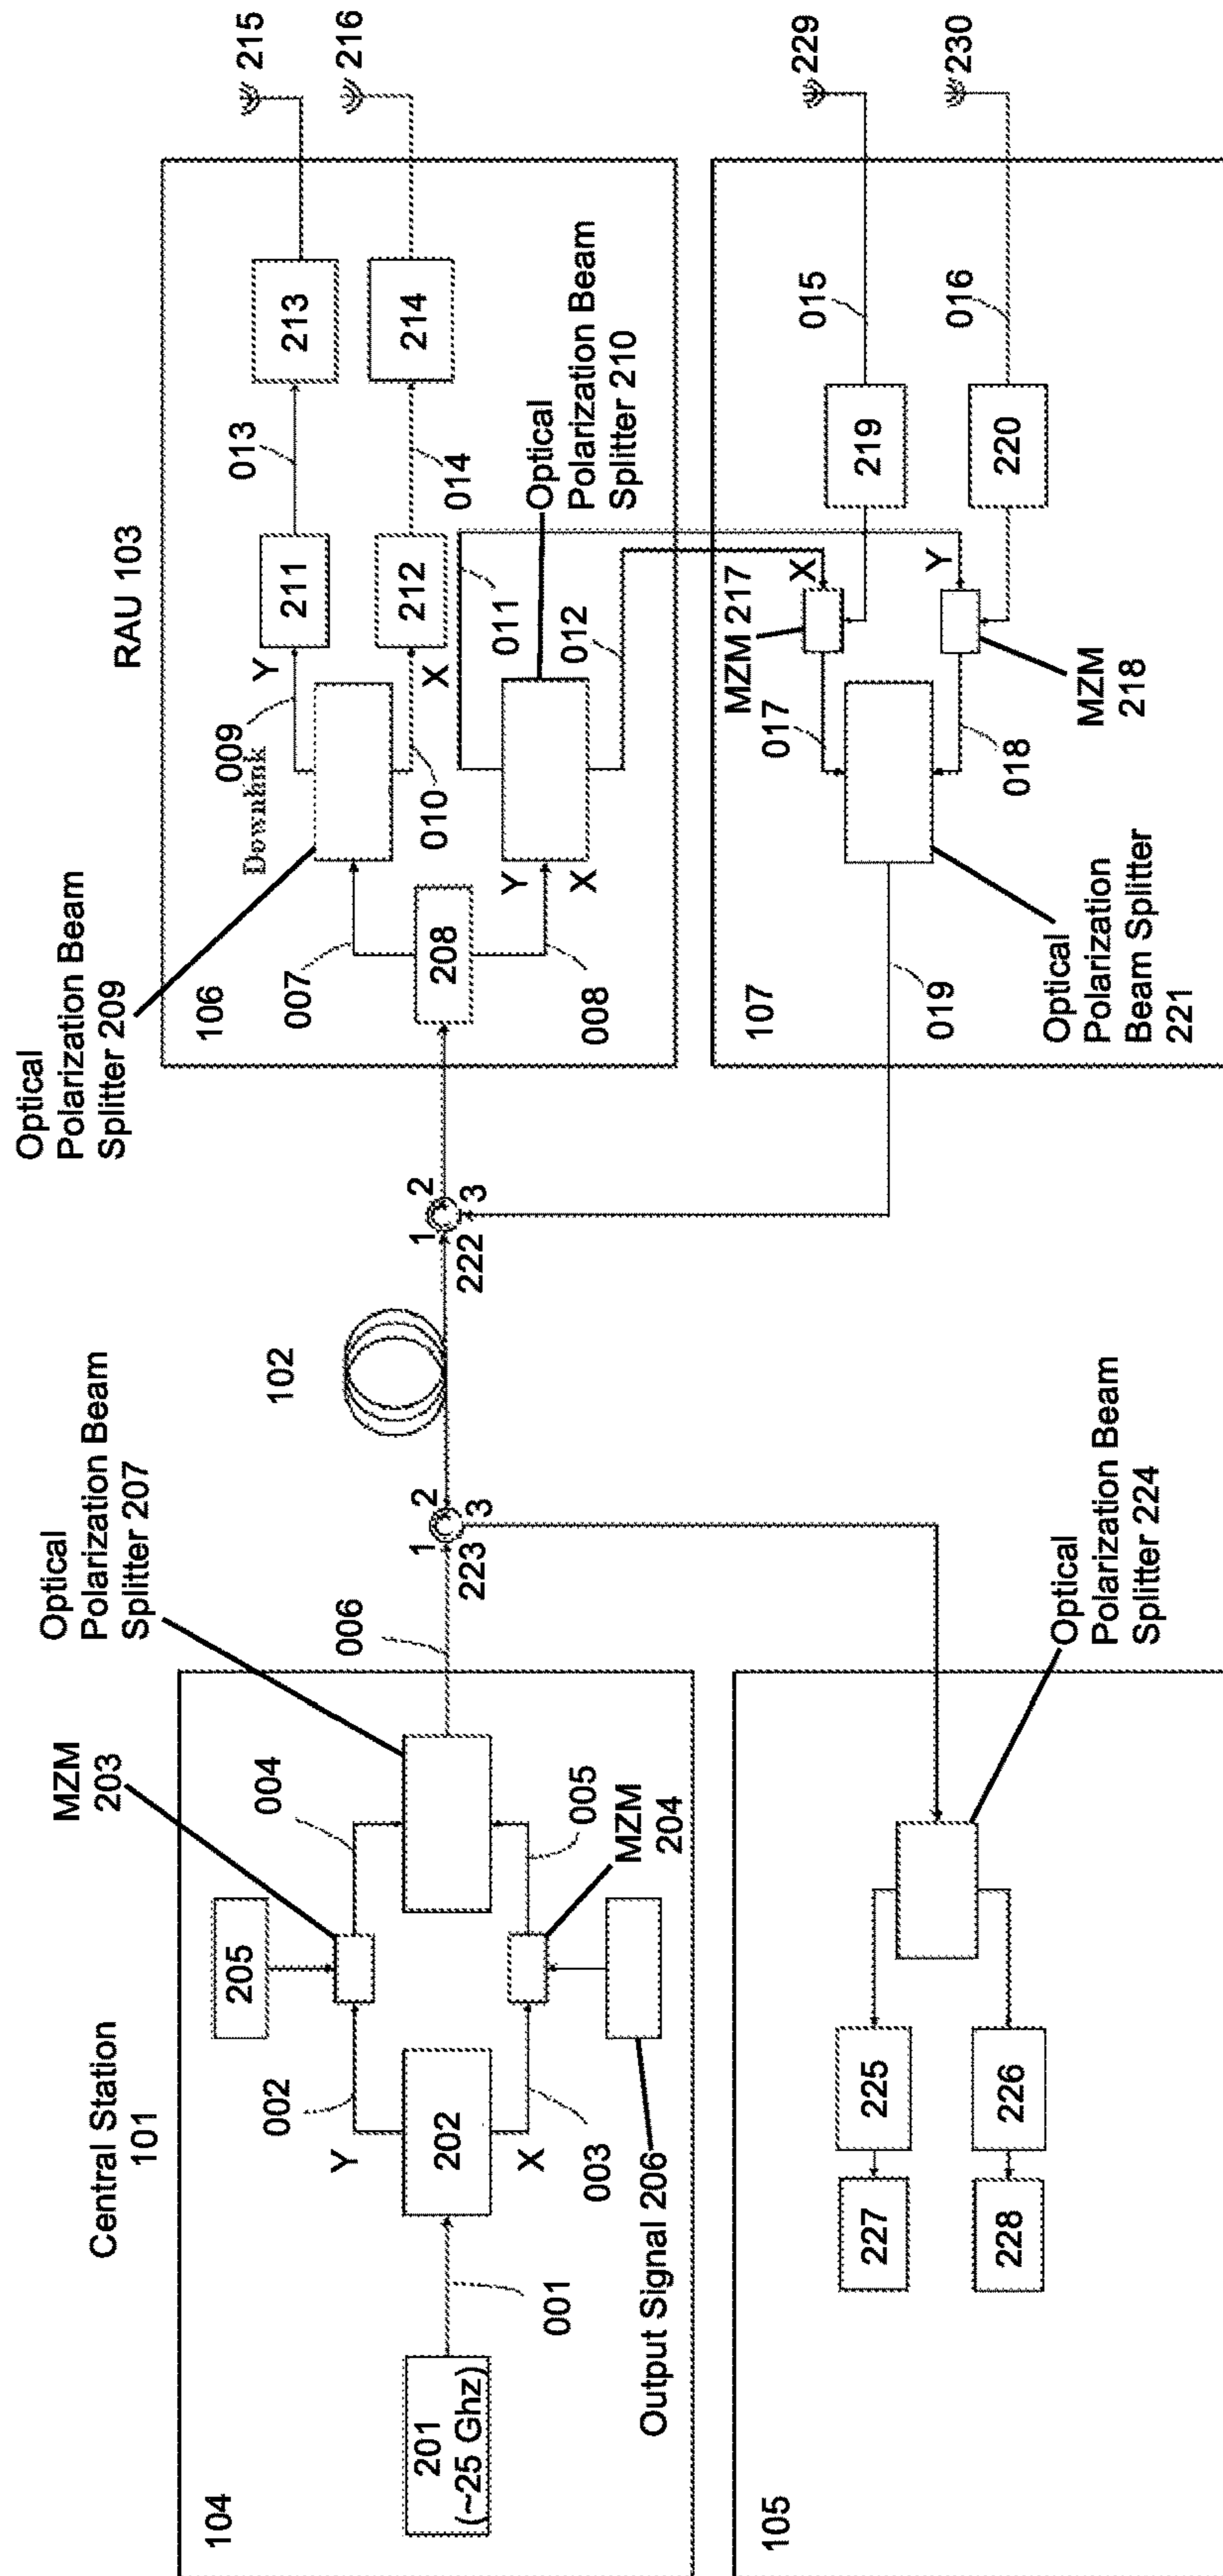 Central Station
101
104
201
(~25 Ghz)
001
202
Y
X
002
003
205
Output Signal 206
MZM
203
MZM
204
004
005
Optical
Polarization Beam
Splitter 207
006
105
227
228
225
226
Optical
Polarization Beam
Splitter 224
1
2
3
223
102
1
2
3
222
RAU 103
106
Optical
Polarization Beam
Splitter 209
007
208
008
Downlink
009
010
Y
X
Y
X
211
212
011
012
013
014
213
214
215
216
Optical
Polarization Beam
Splitter 210
107
019
Optical
Polarization
Beam Splitter
221
017
018
MZM 217
MZM
218
X
Y
219
220
015
016
229
230